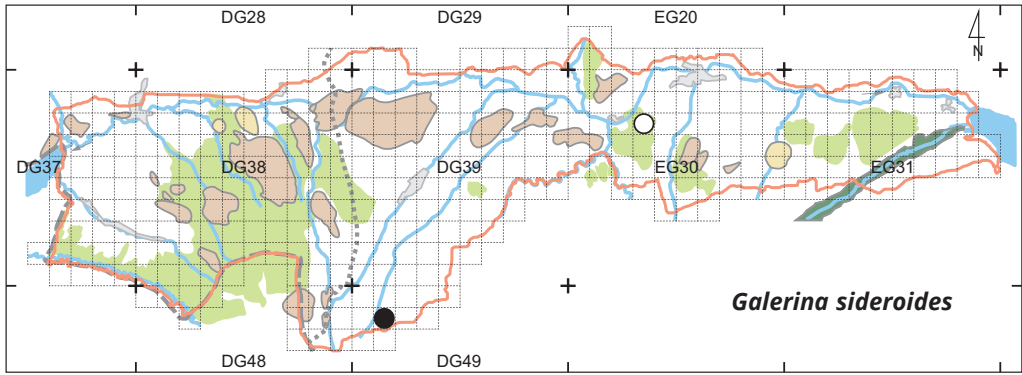 DG28 DG29 EG20
N
DG37 DG38 DG39 EG30 EG31
Galerina sideroides
DG48 DG49